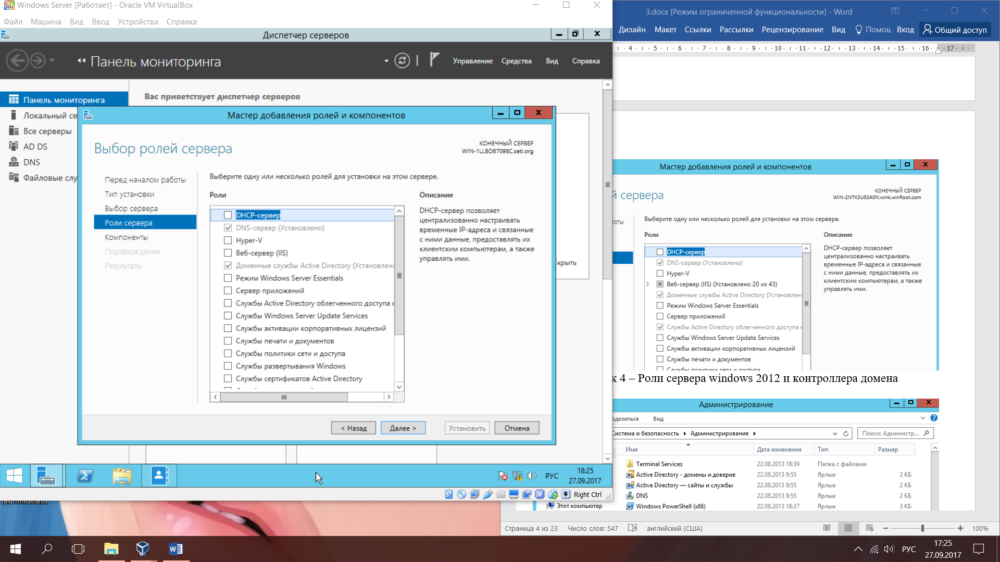 Windows Server [Работает] - Oracle VM VirtualBox
Файл Машина Вид Ввод Устройства Справка
Диспетчер серверов
Панель мониторинга
Управление Средства Вид Справка
Панель мониторинга
Локальный се
Все серверы
AD DS
DNS
Файловые слу
Вас приветствует диспетчер серверов
Мастер добавления ролей и компонентов
Выбор ролей сервера
КОНЕЧНЫЙ СЕРВЕР
WIN-1LLBO67098C.seti.org
Перед началом работы
Тип установки
Выбор сервера
Роли сервера
Компоненты
Подтверждение
Результаты
Выберите одну или несколько ролей для установки на этом сервере.
Роли
DHCP-сервер
DNS-сервер (Установлено)
Hyper-V
Веб-сервер (IIS)
Доменные службы Active Directory (Установлен
Режим Windows Server Essentials
Сервер приложений
Службы Active Directory облегченного доступа к
Службы Windows Server Update Services
Службы активации корпоративных лицензий
Службы печати и документов
Службы политики сети и доступа
Службы развертывания Windows
Службы сертификатов Active Directory
Описание
DHCP-сервер позволяет
централизованно настраивать
временные IP-адреса и связанные
с ними данные, предоставлять их
клиентским компьютерам, а также
управлять ими.
крыть
< Назад Далее > Установить Отмена
РУС
18:25
27.09.2017
Right Ctrl
(administrat...
3.docx [Режим ограниченной функциональности] - Word
Дизайн Макет Ссылки Рассылки Рецензирование Вид Помощ Вход Общий доступ
4 5 6 7 8 9 10 11 12 13 14 15 16 17
Мастер добавления ролей и компонентов
й сервера
КОНЕЧНЫЙ СЕРВЕР
WIN-2NTK3U5SA0N.wink.winRoot.com
оты
Выберите одну или несколько ролей для установки на этом сервере.
Роли
DHCP-сервер
DNS-сервер (Установлено)
Hyper-V
Веб-сервер (IIS) (Установлено 20 из 43)
Доменные службы Active Directory (Установлен
Режим Windows Server Essentials
Сервер приложений
Службы Active Directory облегченного доступа к
Службы Windows Server Update Services
Службы активации корпоративных лицензий
Службы печати и документов
Службы политики сети и доступа
Описание
DHCP-сервер позволяет
централизованно настраивать
временные IP-адреса и связанные
с ними данные, предоставлять их
клиентским компьютерам, а также
управлять ими.
к 4 – Роли сервера windows 2012 и контроллера домена
Администрирование
оделиться Вид
Система и безопасность Администрирование
Поиск: Администр...
Имя Дата изменения Тип Размер
Terminal Services 22.08.2013 18:39 Папка с файлами
Active Directory - домены и доверие 22.08.2013 9:55 Ярлык 2 КБ
Active Directory — сайты и службы 22.08.2013 9:55 Ярлык 2 КБ
DNS 22.08.2013 9:55 Ярлык 2 КБ
Этот компьютер
Windows PowerShell (x86) 22.08.2013 18:37 Ярлык 3 КБ
Страница 4 из 23 Число слов: 547 английский (США) 100%
РУС
17:25
27.09.2017